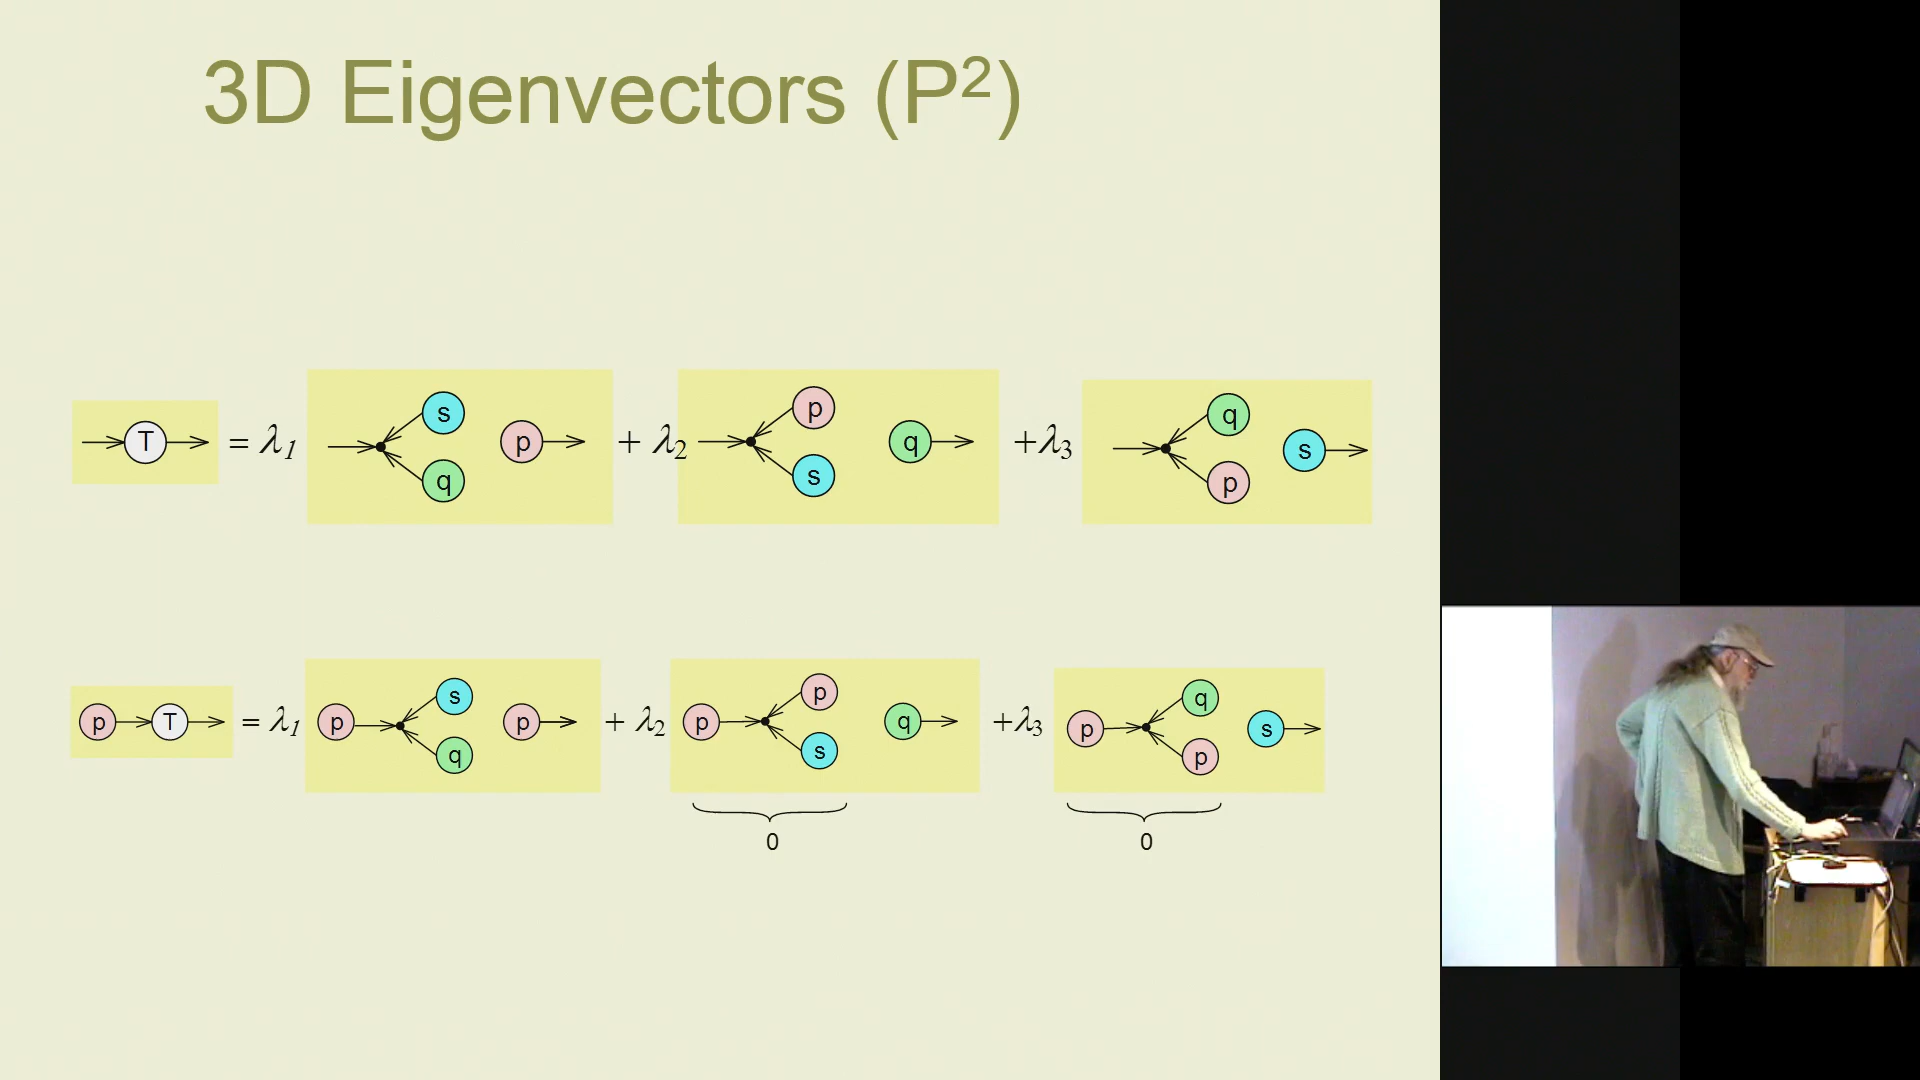 3D Eigenvectors (P²)
T = λ1 s q p + λ2 p s q +λ3 q p s
p T = λ1 p s q p + λ2 p p s q +λ3 p q p s
0 0